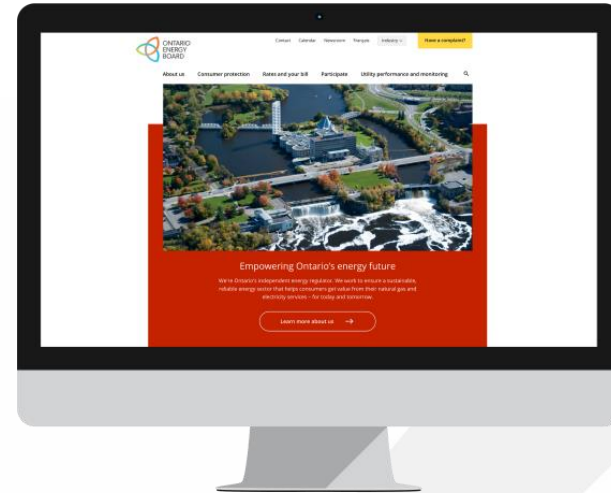 ONTARIO
ENERGY
BOARD
Contact Calendar Newsroom Français Industry
Have a complaint?
About us Consumer protection Rates and your bill Participate Utility performance and monitoring
Empowering Ontario's energy future
We're Ontario's independent energy regulator. We work to ensure a sustainable,
reliable energy sector that helps consumers get value from their natural gas and
electricity services – for today and tomorrow.
Learn more about us